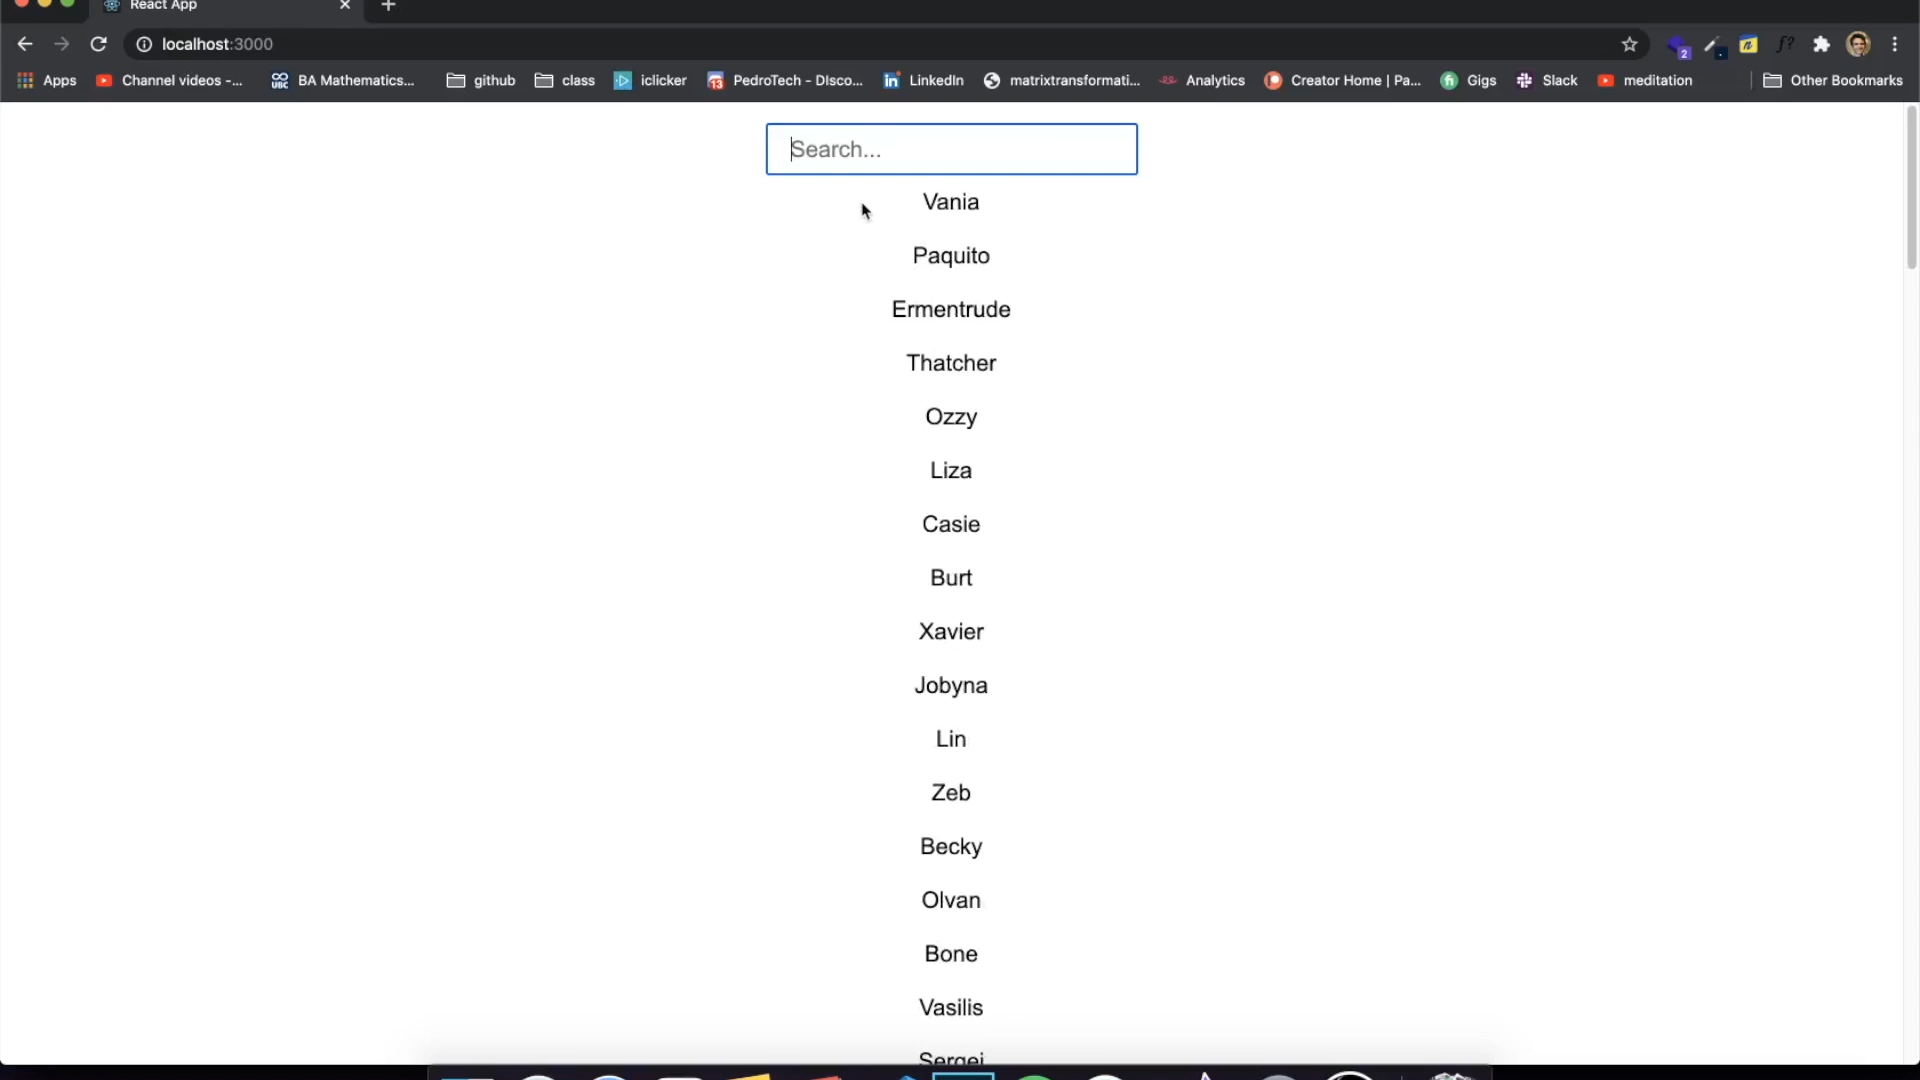 React App
localhost:3000
Apps Channel videos -... BA Mathematics... github class iclicker PedroTech - DIsco... LinkedIn matrixtransformati... Analytics Creator Home | Pa... Gigs Slack meditation Other Bookmarks
Search...
Vania
Paquito
Ermentrude
Thatcher
Ozzy
Liza
Casie
Burt
Xavier
Jobyna
Lin
Zeb
Becky
Olvan
Bone
Vasilis
Sergei